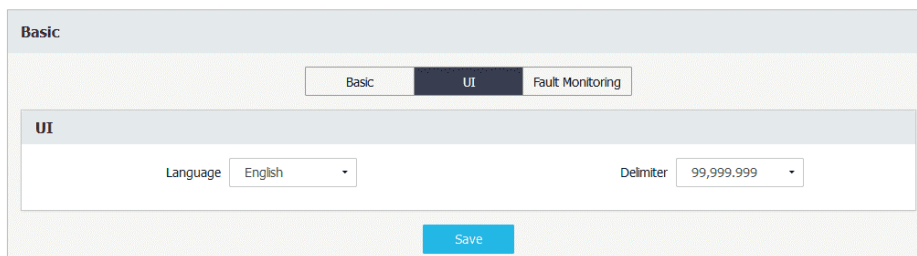 Basic
Basic UI Fault Monitoring
UI
Language English Delimiter 99,999.999
Save